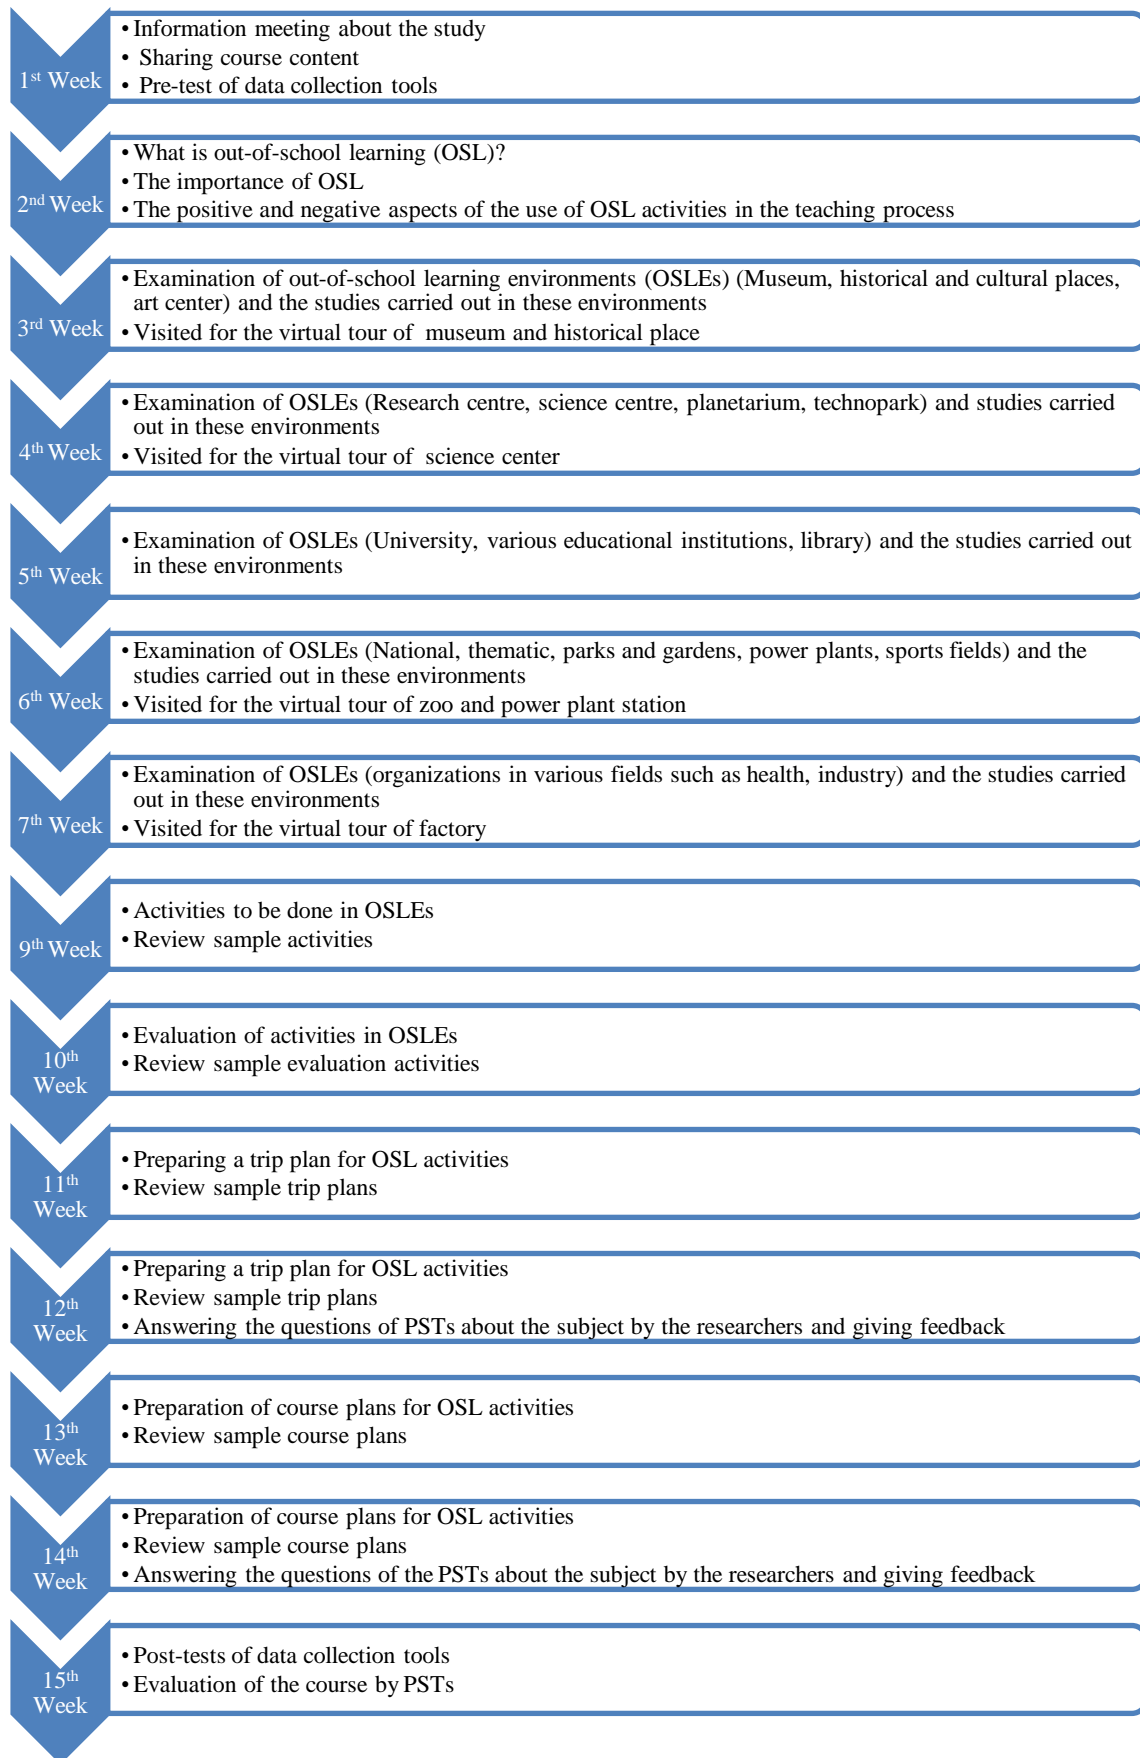 1st Week
• Information meeting about the study
• Sharing course content
• Pre-test of data collection tools
2nd Week
• What is out-of-school learning (OSL)?
• The importance of OSL
• The positive and negative aspects of the use of OSL activities in the teaching process
3rd Week
• Examination of out-of-school learning environments (OSLEs) (Museum, historical and cultural places,
art center) and the studies carried out in these environments
• Visited for the virtual tour of museum and historical place
4th Week
• Examination of OSLEs (Research centre, science centre, planetarium, technopark) and studies carried
out in these environments
• Visited for the virtual tour of science center
5th Week
• Examination of OSLEs (University, various educational institutions, library) and the studies carried out
in these environments
6th Week
• Examination of OSLEs (National, thematic, parks and gardens, power plants, sports fields) and the
studies carried out in these environments
• Visited for the virtual tour of zoo and power plant station
7th Week
• Examination of OSLEs (organizations in various fields such as health, industry) and the studies carried
out in these environments
• Visited for the virtual tour of factory
9th Week
• Activities to be done in OSLEs
• Review sample activities
10th
Week
• Evaluation of activities in OSLEs
• Review sample evaluation activities
11th
Week
• Preparing a trip plan for OSL activities
• Review sample trip plans
12th
Week
• Preparing a trip plan for OSL activities
• Review sample trip plans
• Answering the questions of PSTs about the subject by the researchers and giving feedback
13th
Week
• Preparation of course plans for OSL activities
• Review sample course plans
14th
Week
• Preparation of course plans for OSL activities
• Review sample course plans
• Answering the questions of the PSTs about the subject by the researchers and giving feedback
15th
Week
• Post-tests of data collection tools
• Evaluation of the course by PSTs